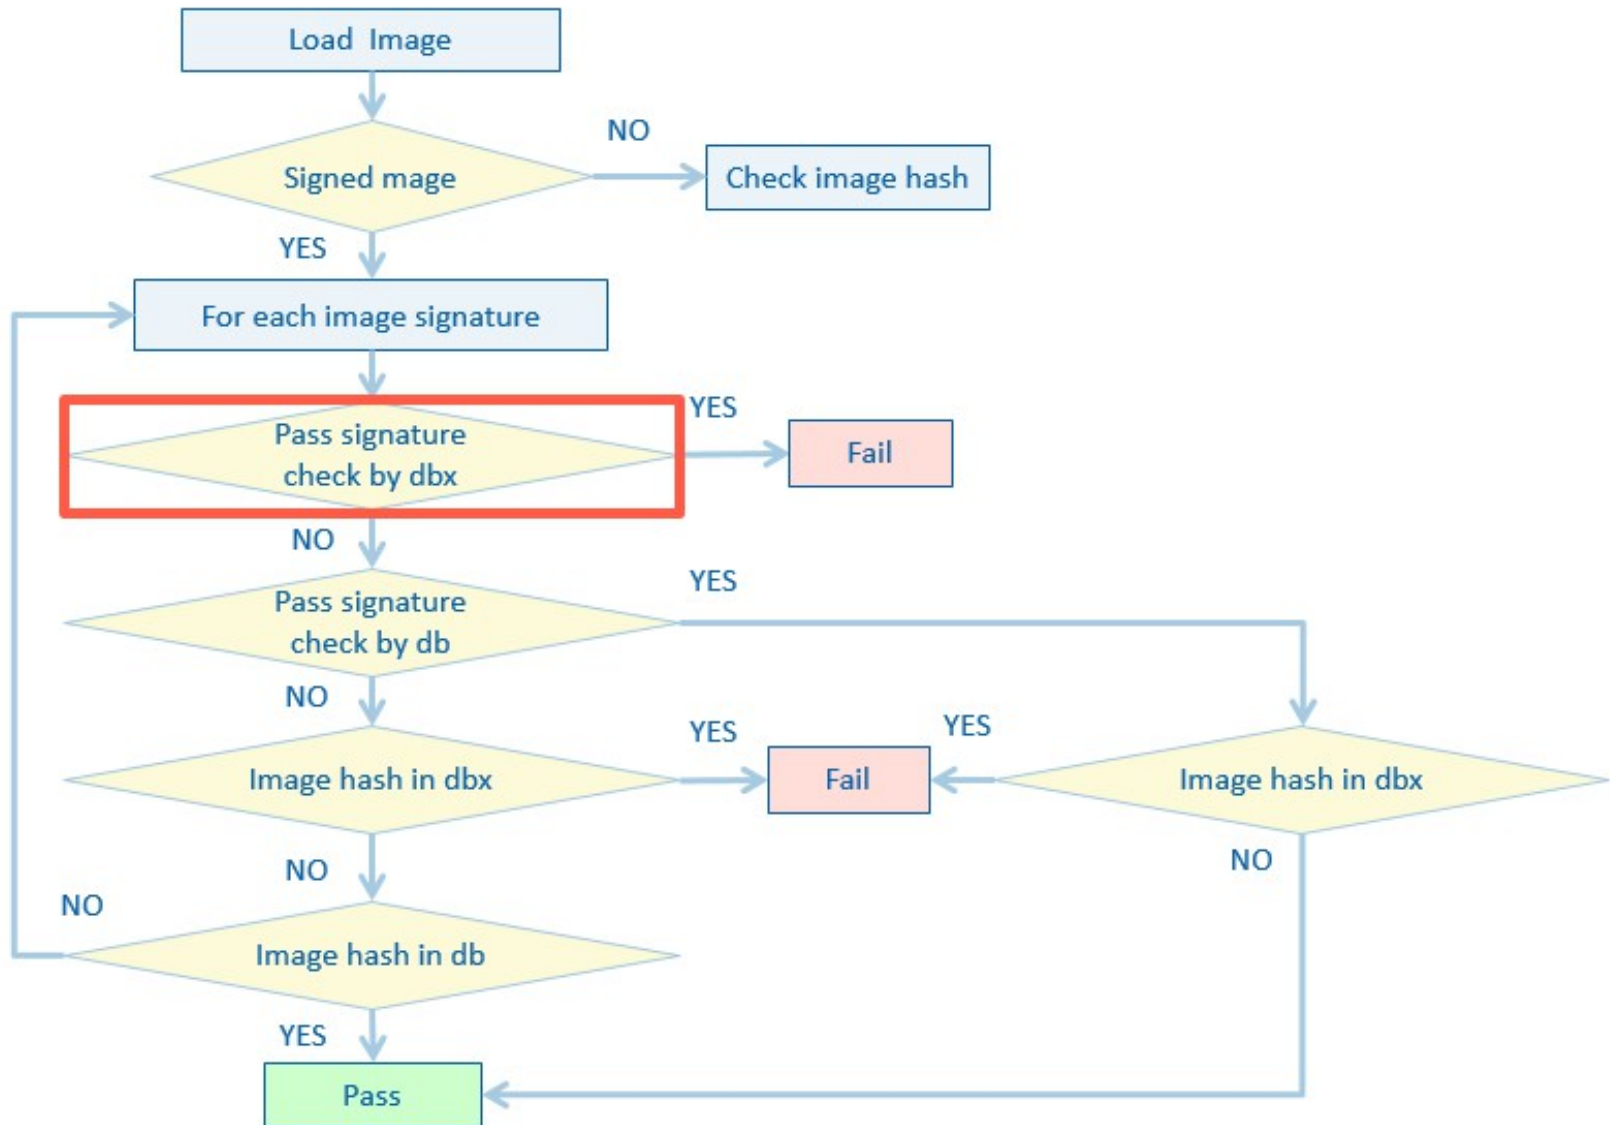 Load Image
NO
Signed mage
Check image hash
YES
For each image signature
YES
Pass signature
check by dbx
Fail
NO
YES
Pass signature
check by db
NO
YES
YES
Image hash in dbx
Fail
Image hash in dbx
NO
NO
NO
Image hash in db
YES
Pass